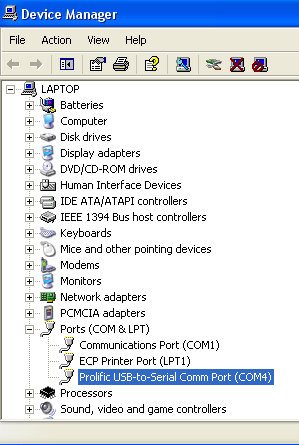 Device Manager
File Action View Help
LAPTOP
Batteries
Computer
Disk drives
Display adapters
DVD/CD-ROM drives
Human Interface Devices
IDE ATA/ATAPI controllers
IEEE 1394 Bus host controllers
Keyboards
Mice and other pointing devices
Modems
Monitors
Network adapters
PCMCIA adapters
Ports (COM & LPT)
Communications Port (COM1)
ECP Printer Port (LPT1)
Prolific USB-to-Serial Comm Port (COM4)
Processors
Sound, video and game controllers